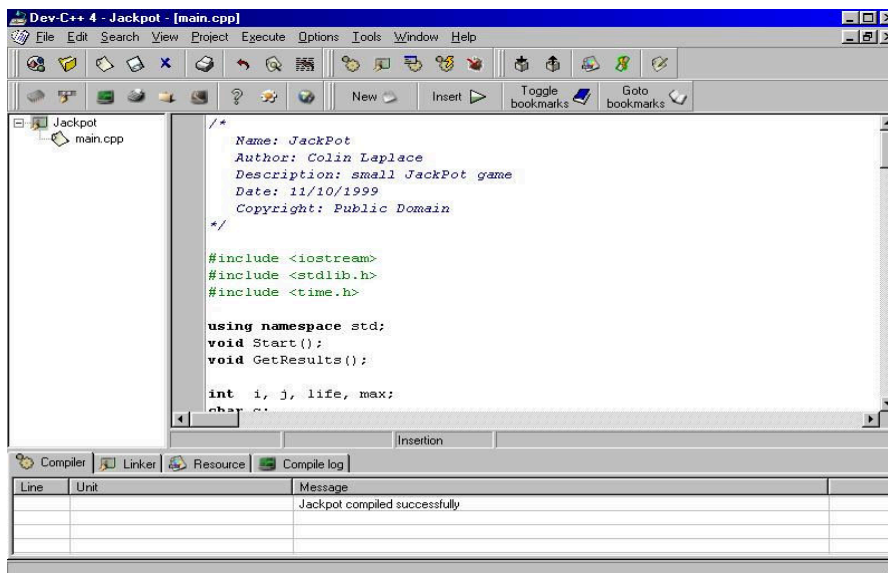 Dev-C++ 4 - Jackpot - [main.cpp]
File Edit Search View Project Execute Options Tools Window Help
New Insert Toggle bookmarks Goto bookmarks
Jackpot
main.cpp
/*
Name: JackPot
Author: Colin Laplace
Description: small JackPot game
Date: 11/10/1999
Copyright: Public Domain
*/
#include <iostream>
#include <stdlib.h>
#include <time.h>
using namespace std;
void Start();
void GetResults();
int i, j, life, max;
char c;
Insertion
Compiler Linker Resource Compile log
Line Unit Message
Jackpot compiled successfully